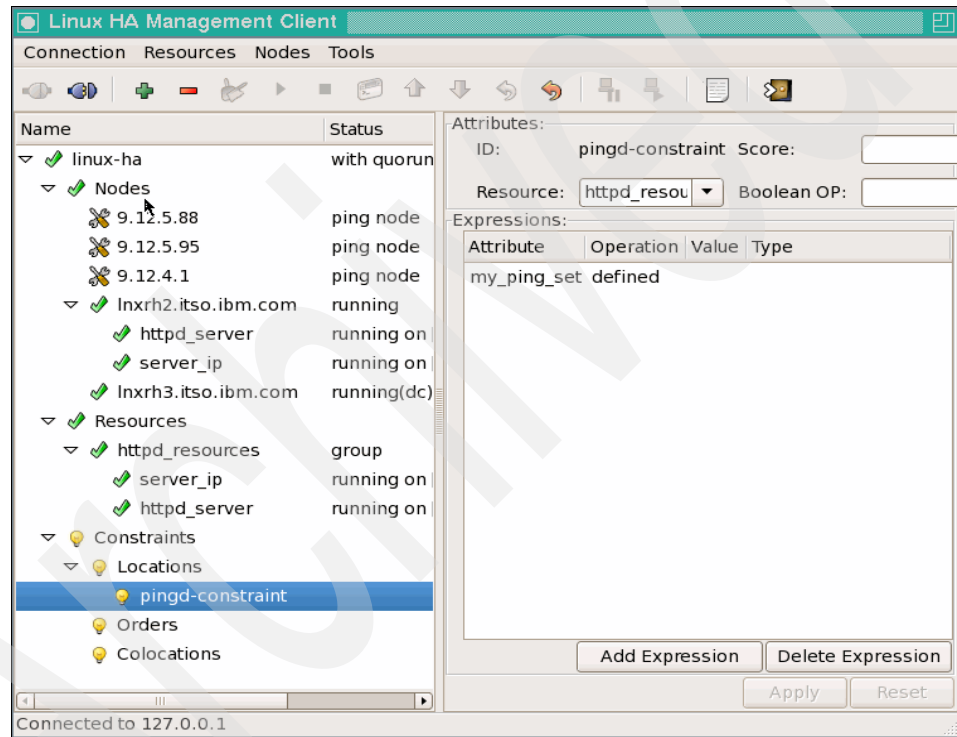 Linux HA Management Client
Connection Resources Nodes Tools
Name Status
linux-ha with quorun
Nodes
9.12.5.88 ping node
9.12.5.95 ping node
9.12.4.1 ping node
lnxrh2.itso.ibm.com running
httpd_server running on
server_ip running on
lnxrh3.itso.ibm.com running(dc)
Resources
httpd_resources group
server_ip running on
httpd_server running on
Constraints
Locations
pingd-constraint
Orders
Colocations
Attributes:
ID: pingd-constraint Score:
Resource: httpd_resou Boolean OP:
Expressions:
Attribute Operation Value Type
my_ping_set defined
Add Expression Delete Expression
Apply Reset
Connected to 127.0.0.1